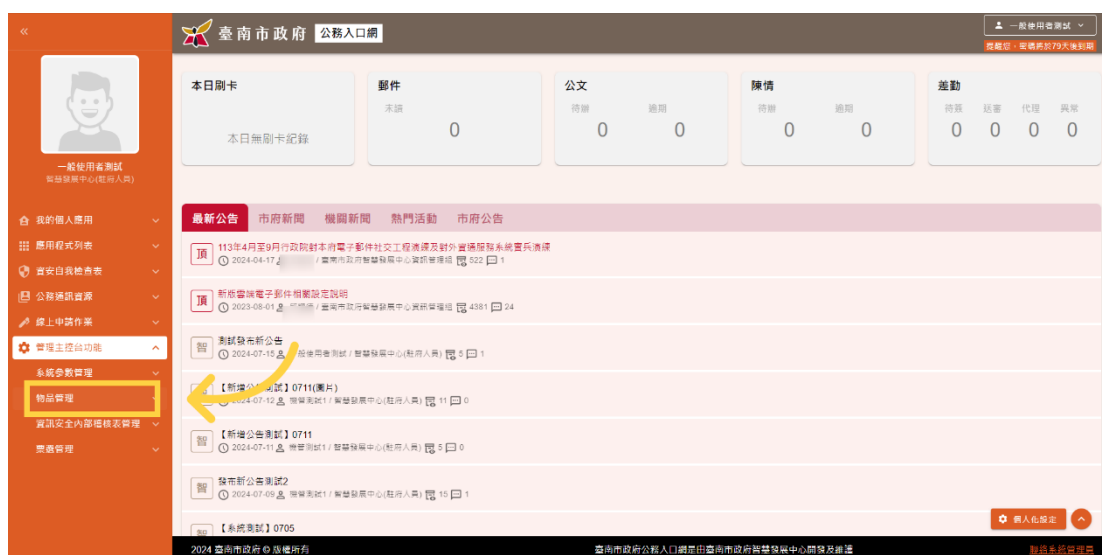 臺南市政府 公務入口網
一般使用者測試
提醒您，密碼將於79天後到期
本日刷卡
本日無刷卡紀錄
郵件
未讀
0
公文
待辦 逾期
0 0
陳情
待辦 逾期
0 0
差勤
待簽 送審 代理 異常
0 0 0 0
一般使用者測試
智慧發展中心(駐府人員)
我的個人應用
應用程式列表
資安自我檢查表
公務通訊資源
線上申請作業
管理主控台功能
系統參數管理
物品管理
資訊安全內部稽核表管理
票選管理
最新公告 市府新聞 機關新聞 熱門活動 市府公告
頂 113年4月至9月行政院對本府電子郵件社交工程演練及對外資通服務系統實兵演練
2024-04-17 / 臺南市政府智慧發展中心資訊管理組 522 1
頂 新版雲端電子郵件相關設定說明
2023-08-01 / 臺南市政府智慧發展中心資訊管理組 4381 24
智 測試發布新公告
2024-07-15 般使用者測試 / 智慧發展中心(駐府人員) 5 1
【新增公告測試】0711(圖片)
2024-07-12 機管測試1 / 智慧發展中心(駐府人員) 11 0
智 【新增公告測試】0711
2024-07-11 機管測試1 / 智慧發展中心(駐府人員) 5 0
智 發布新公告測試2
2024-07-09 機管測試1 / 智慧發展中心(駐府人員) 15 1
智 【系統測試】0705
個人化設定
2024 臺南市政府 © 版權所有
臺南市政府公務入口網是由臺南市政府智慧發展中心開發及維護
聯絡系統管理員